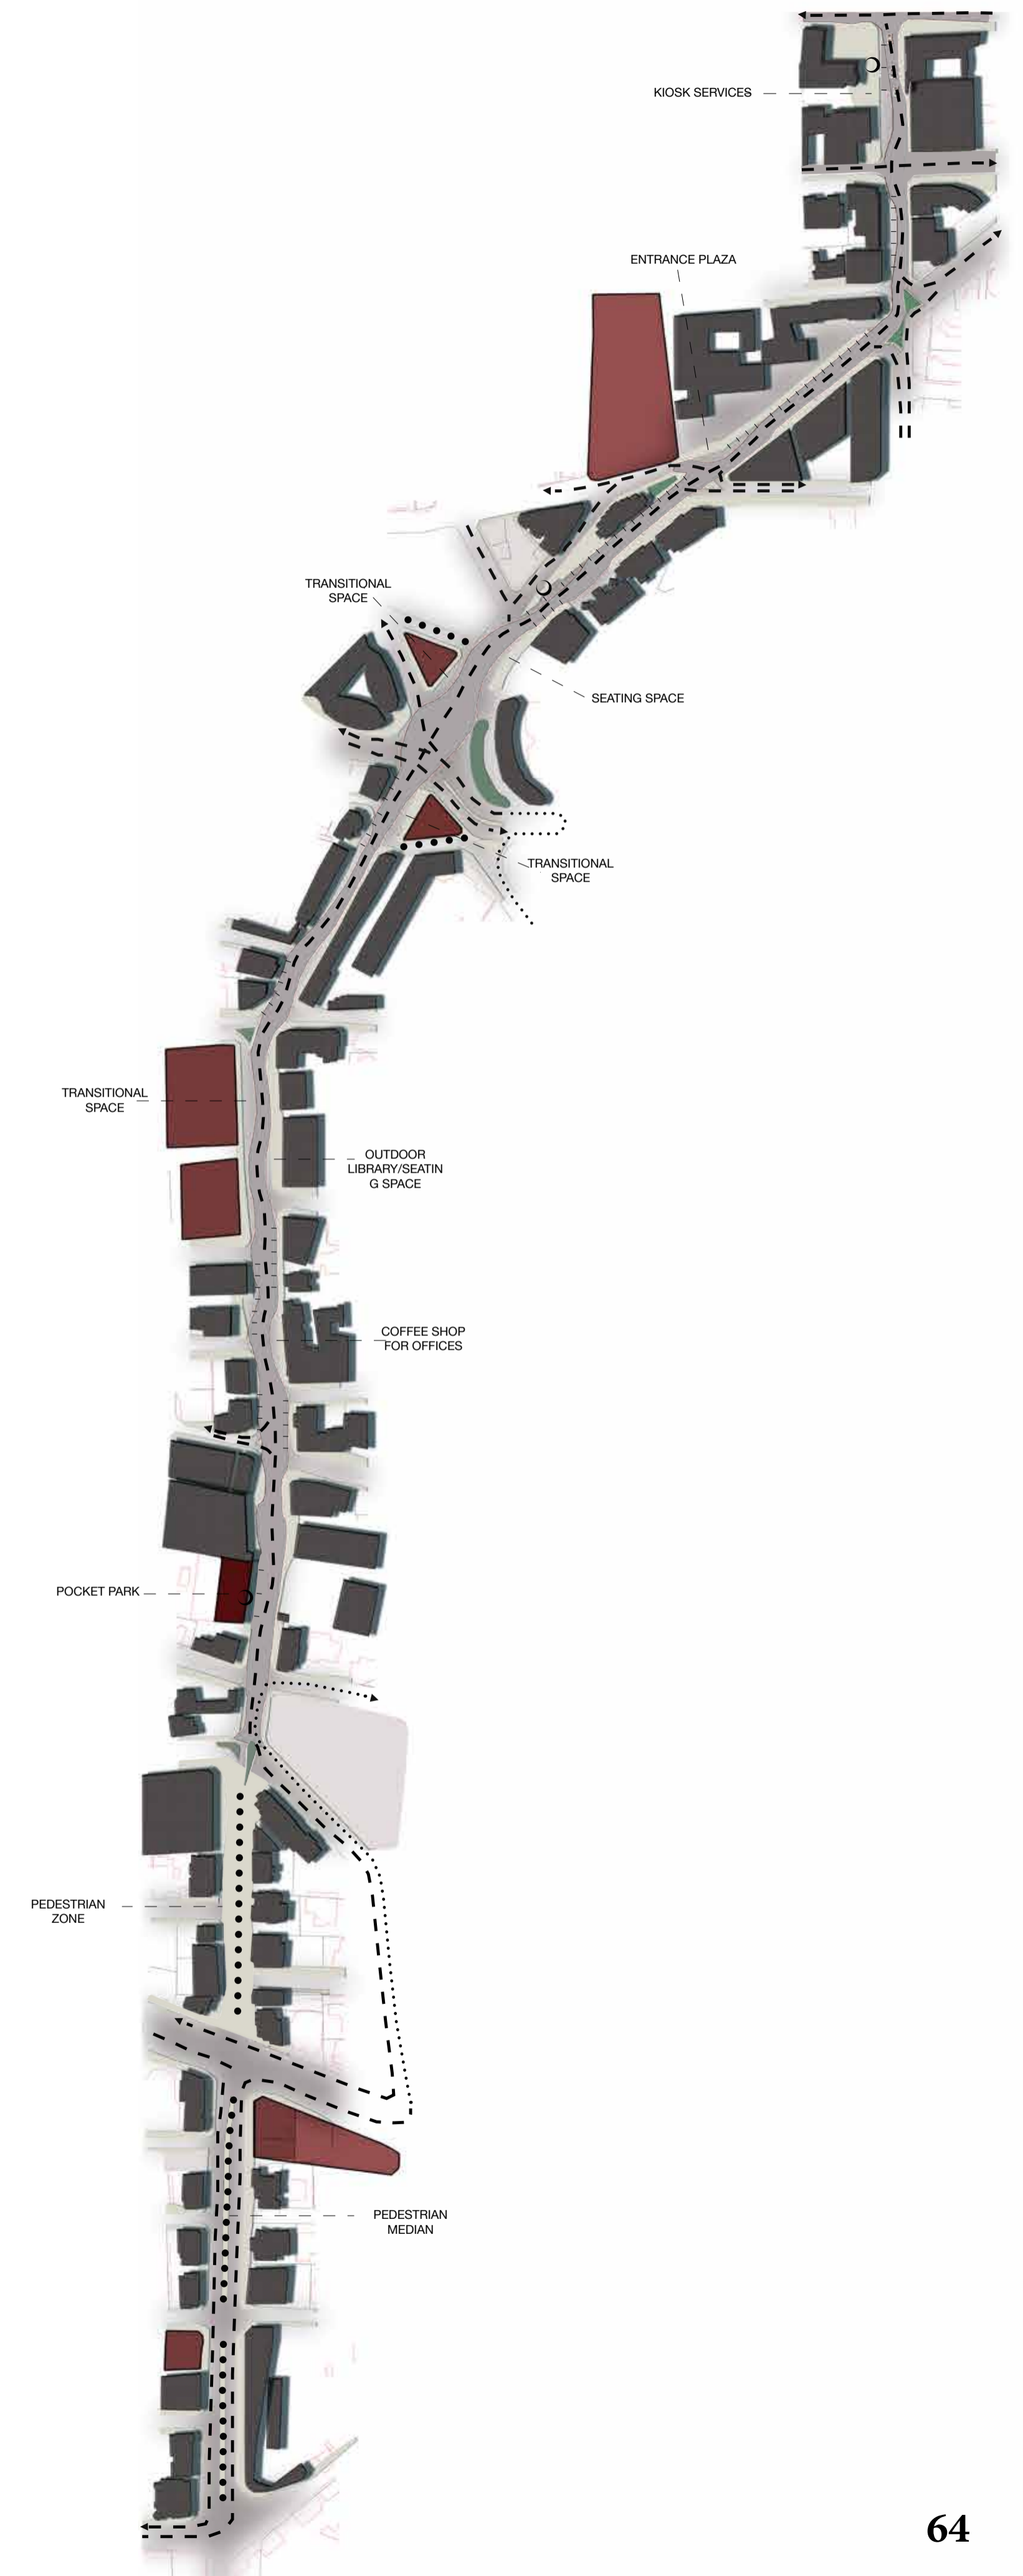 KIOSK SERVICES
ENTRANCE PLAZA
TRANSITIONAL
SPACE
SEATING SPACE
TRANSITIONAL
SPACE
TRANSITIONAL
SPACE
OUTDOOR
LIBRARY/SEATIN
G SPACE
COFFEE SHOP
FOR OFFICES
POCKET PARK
PEDESTRIAN
ZONE
PEDESTRIAN
MEDIAN
64